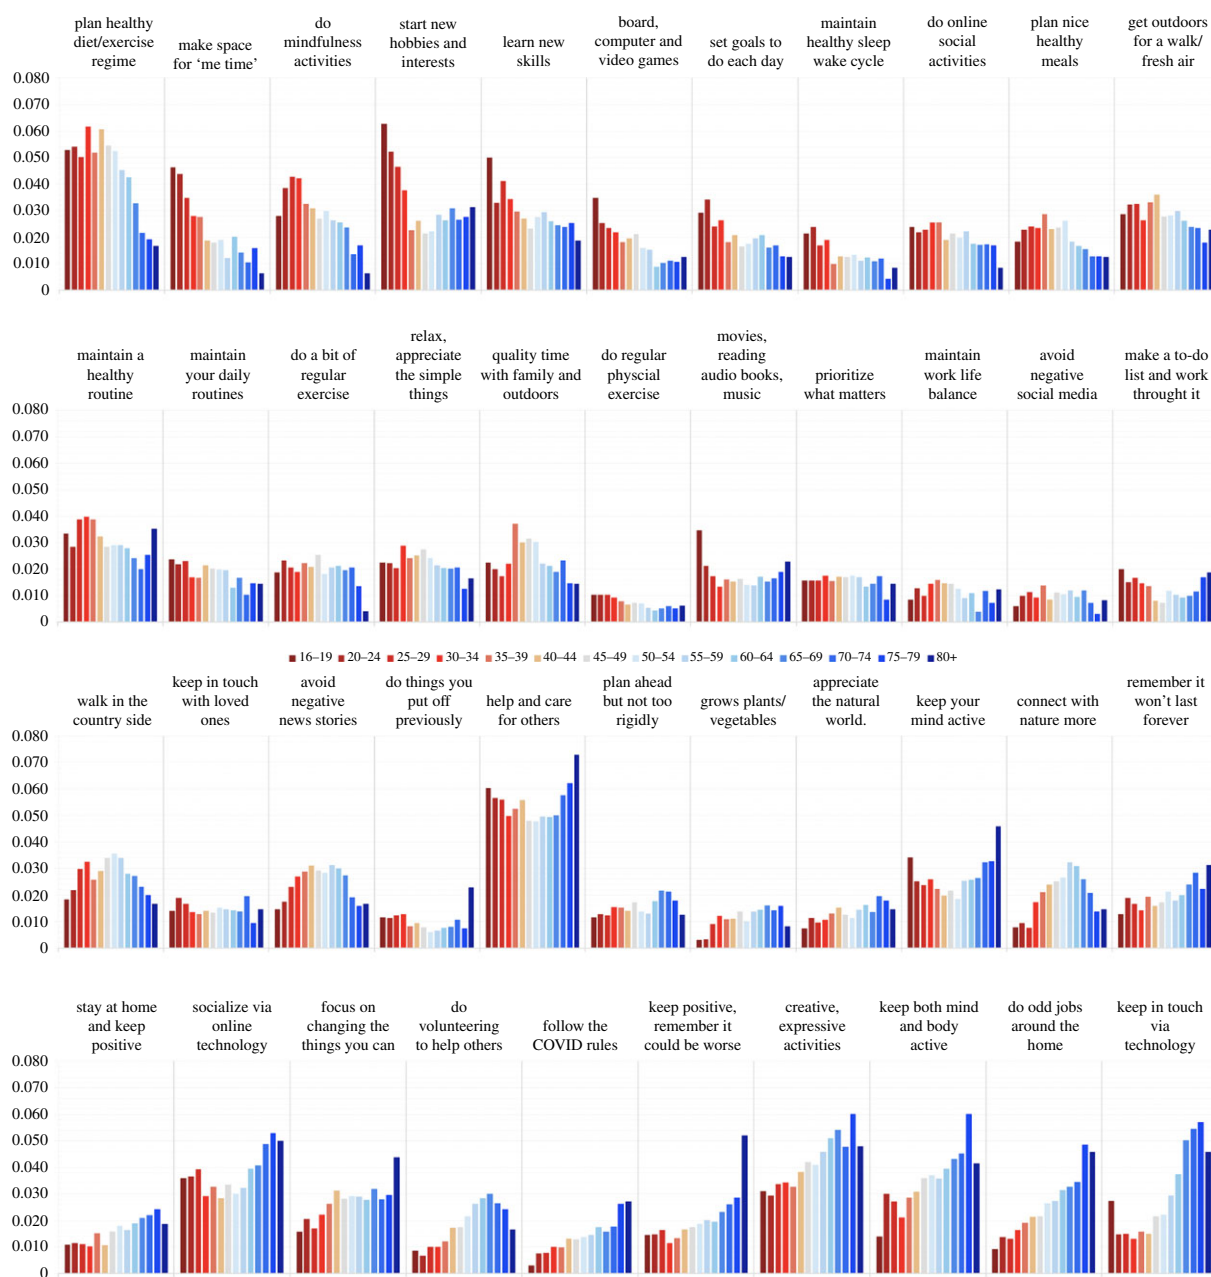 plan healthy
diet/exercise
regime
make space
for ‘me time’
do
mindfulness
activities
start new
hobbies and
interests
learn new
skills
board,
computer and
video games
set goals to
do each day
maintain
healthy sleep
wake cycle
do online
social
activities
plan nice
healthy
meals
get outdoors
for a walk/
fresh air
0.080
0.070
0.060
0.050
0.040
0.030
0.020
0.010
0
maintain a
healthy
routine
maintain
your daily
routines
do a bit of
regular
exercise
relax,
appreciate
the simple
things
quality time
with family and
outdoors
do regular
physcial
exercise
movies,
reading
audio books,
music
prioritize
what matters
maintain
work life
balance
avoid
negative
social media
make a to-do
list and work
throught it
0.080
0.070
0.060
0.050
0.040
0.030
0.020
0.010
0
16–19 20–24 25–29 30–34 35–39 40–44 45–49 50–54 55–59 60–64 65–69 70–74 75–79 80+
walk in the
country side
keep in touch
with loved
ones
avoid
negative
news stories
do things you
put off
previously
help and care
for others
plan ahead
but not too
rigidly
grows plants/
vegetables
appreciate
the natural
world.
keep your
mind active
connect with
nature more
remember it
won’t last
forever
0.080
0.070
0.060
0.050
0.040
0.030
0.020
0.010
0
stay at home
and keep
positive
socialize via
online
technology
focus on
changing the
things you can
do
volunteering
to help others
follow the
COVID rules
keep positive,
remember it
could be worse
creative,
expressive
activities
keep both mind
and body
active
do odd jobs
around the
home
keep in touch
via
technology
0.080
0.070
0.060
0.050
0.040
0.030
0.020
0.010
0